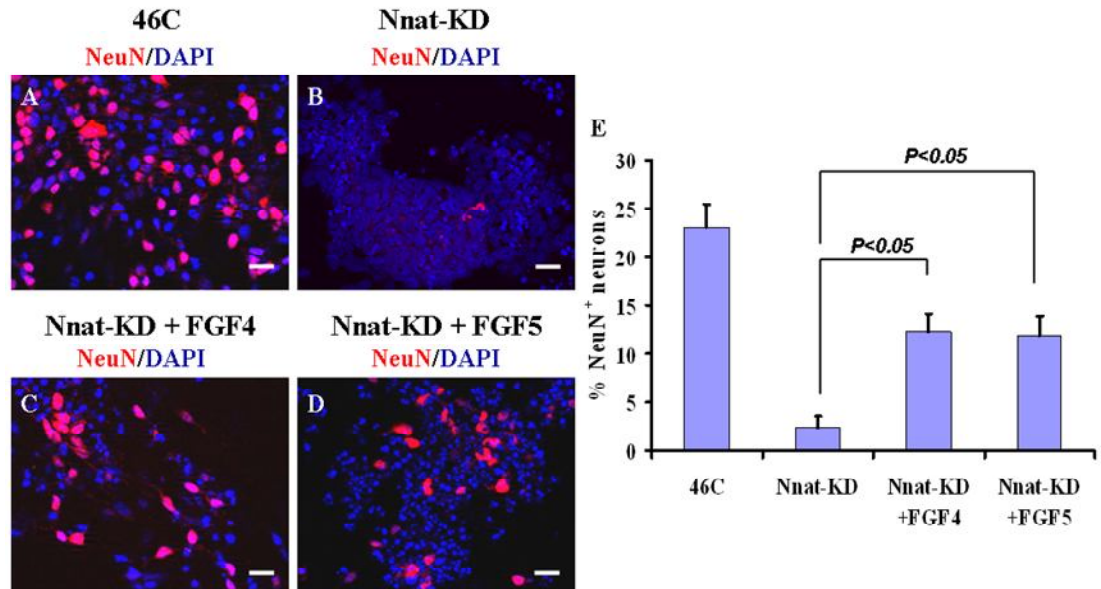 46C
NeuN/DAPI
A
Nnat-KD
NeuN/DAPI
B
Nnat-KD + FGF4
NeuN/DAPI
C
Nnat-KD + FGF5
NeuN/DAPI
D
E
% NeuN+ neurons
30
25
20
15
10
5
0
P<0.05
P<0.05
46C
Nnat-KD
Nnat-KD
+FGF4
Nnat-KD
+FGF5